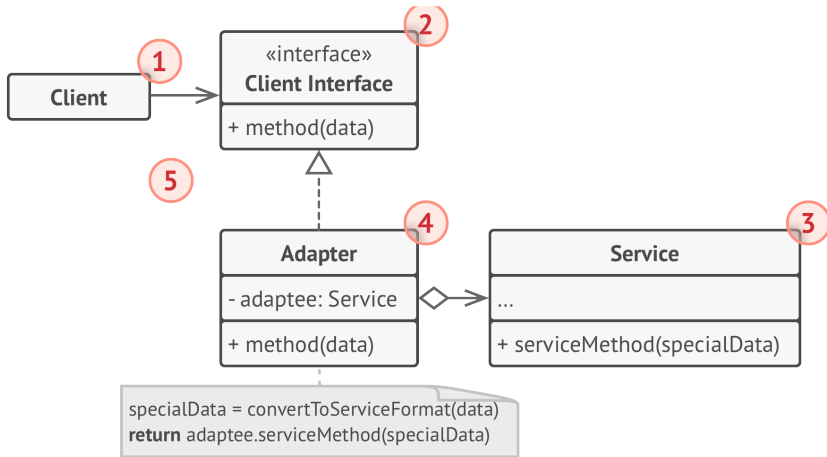 1
2
«interface»
Client
Client Interface
+ method(data)
5
4
3
Adapter
Service
- adaptee: Service
...
+ method(data)
+ serviceMethod(specialData)
specialData = convertToServiceFormat(data)
return adaptee.serviceMethod(specialData)